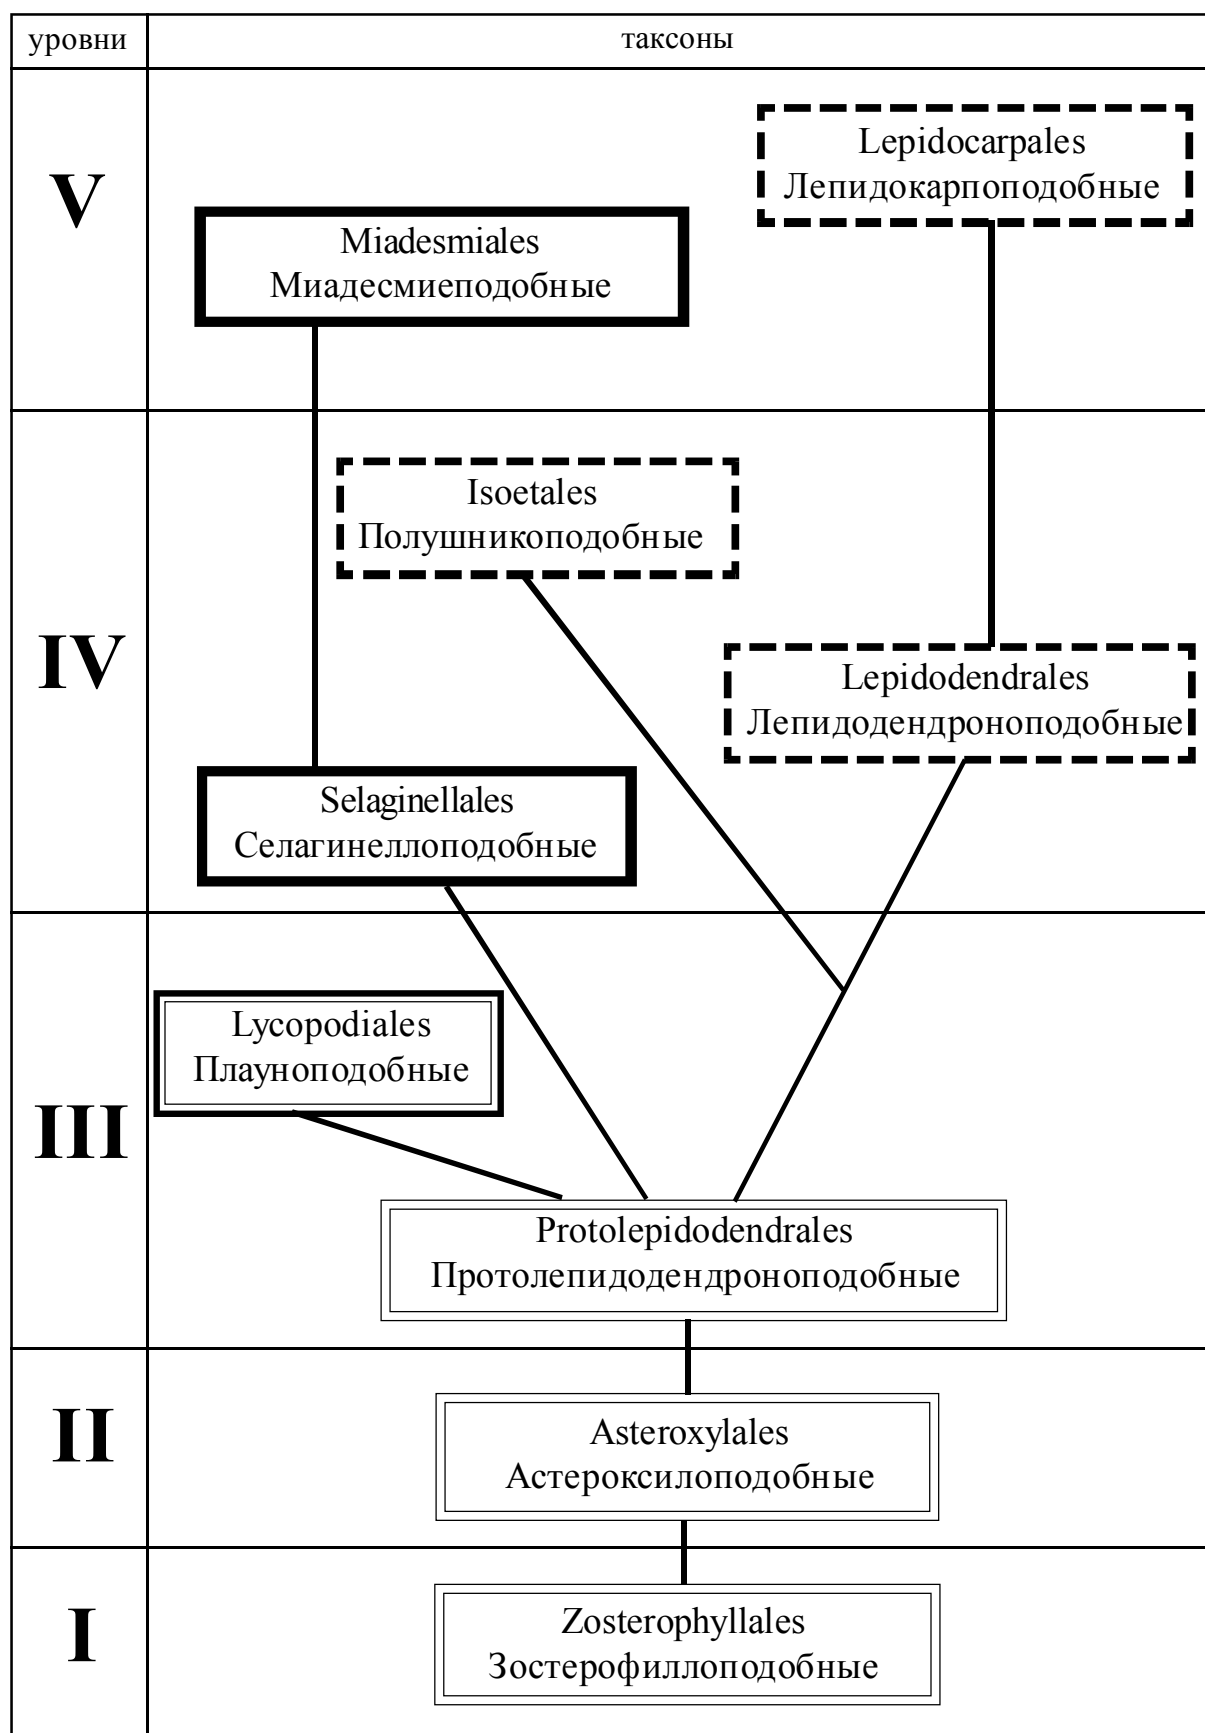 уровни
таксоны
V
Lepidocarpales
Лепидокарпоподобные
Miadesmiales
Миадесмиеподобные
IV
Isoetales
Полушникоподобные
Lepidodendrales
Лепидодендроноподобные
Selaginellales
Селагинеллоподобные
III
Lycopodiales
Плауноподобные
Protolepidodendrales
Протолепидодендроноподобные
II
Asteroxylales
Астероксилоподобные
I
Zosterophyllales
Зостерофиллоподобные